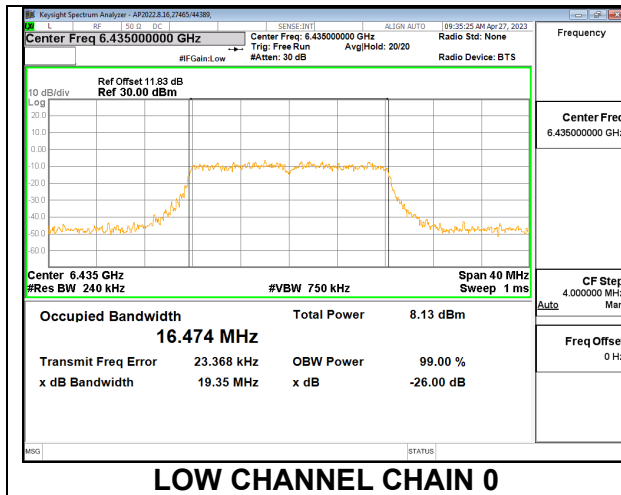 Keysight Spectrum Analyzer - AP2022.8.16,27465/44389,
L RF 50 Ω DC SENSE:INT ALIGN AUTO 09:35:25 AM Apr 27, 2023
Center Freq 6.435000000 GHz
Center Freq: 6.435000000 GHz
Radio Std: None
Trig: Free Run Avg|Hold: 20/20
#IFGain:Low
#Atten: 30 dB
Radio Device: BTS
Ref Offset 11.83 dB
10 dB/div Ref 30.00 dBm
Log
20.0
10.0
0.00
-10.0
-20.0
-30.0
-40.0
-50.0
-60.0
Center 6.435 GHz Span 40 MHz
#Res BW 240 kHz #VBW 750 kHz Sweep 1 ms
Occupied Bandwidth Total Power 8.13 dBm
16.474 MHz
Transmit Freq Error 23.368 kHz OBW Power 99.00 %
x dB Bandwidth 19.35 MHz x dB -26.00 dB
MSG STATUS
Frequency
Center Freq
6.435000000 GHz
CF Step
4.000000 MHz
Auto Man
Freq Offset
0 Hz
LOW CHANNEL CHAIN 0